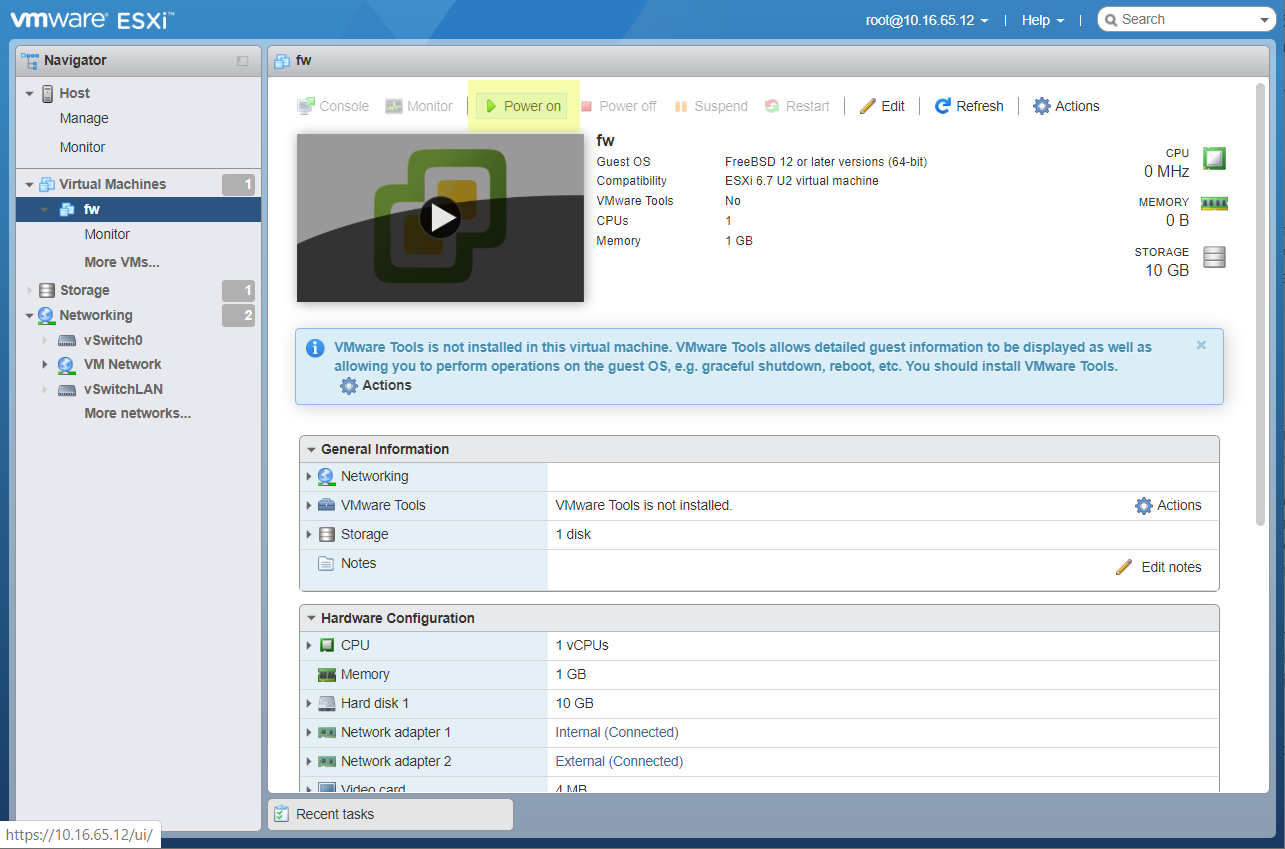 vmware ESXi™
root@10.16.65.12
Help
Search
Navigator
Host
Manage
Monitor
Virtual Machines 1
fw
Monitor
More VMs...
Storage 1
Networking 2
vSwitch0
VM Network
vSwitchLAN
More networks...
fw
Console Monitor Power on Power off Suspend Restart Edit Refresh Actions
fw
Guest OS FreeBSD 12 or later versions (64-bit)
Compatibility ESXi 6.7 U2 virtual machine
VMware Tools No
CPUs 1
Memory 1 GB
CPU
0 MHz
MEMORY
0 B
STORAGE
10 GB
VMware Tools is not installed in this virtual machine. VMware Tools allows detailed guest information to be displayed as well as
allowing you to perform operations on the guest OS, e.g. graceful shutdown, reboot, etc. You should install VMware Tools.
Actions
General Information
Networking
VMware Tools VMware Tools is not installed. Actions
Storage 1 disk
Notes Edit notes
Hardware Configuration
CPU 1 vCPUs
Memory 1 GB
Hard disk 1 10 GB
Network adapter 1 Internal (Connected)
Network adapter 2 External (Connected)
Video card 4 MB
Recent tasks
https://10.16.65.12/ui/